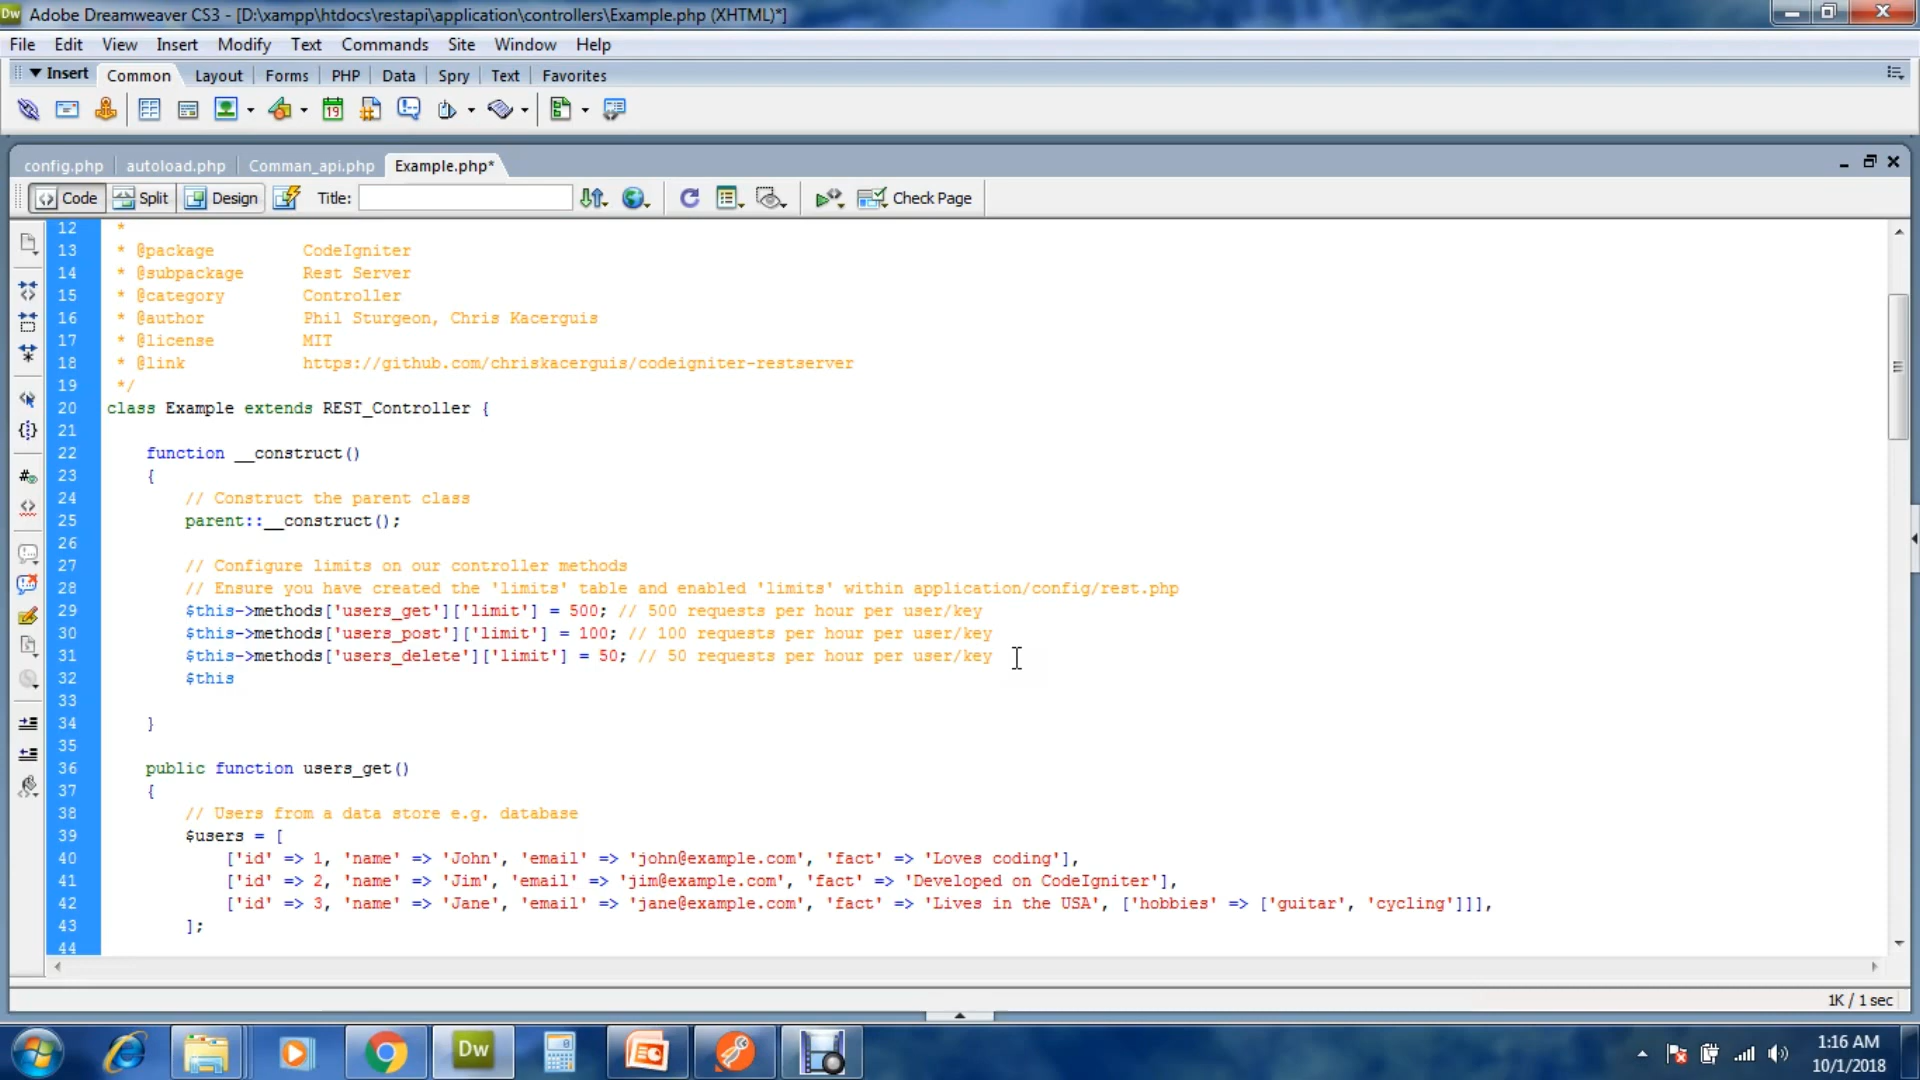 Adobe Dreamweaver CS3 - [D:\xampp\htdocs\restapi\application\controllers\Example.php (XHTML)*]
File Edit View Insert Modify Text Commands Site Window Help
Insert Common Layout Forms PHP Data Spry Text Favorites
config.php autoload.php Comman_api.php Example.php*
Code Split Design Title: Check Page
12 *
13 * @package CodeIgniter
14 * @subpackage Rest Server
15 * @category Controller
16 * @author Phil Sturgeon, Chris Kacerguis
17 * @license MIT
18 * @link https://github.com/chriskacerguis/codeigniter-restserver
19 */
20 class Example extends REST_Controller {
21
22 function __construct()
23 {
24 // Construct the parent class
25 parent::__construct();
26
27 // Configure limits on our controller methods
28 // Ensure you have created the 'limits' table and enabled 'limits' within application/config/rest.php
29 $this->methods['users_get']['limit'] = 500; // 500 requests per hour per user/key
30 $this->methods['users_post']['limit'] = 100; // 100 requests per hour per user/key
31 $this->methods['users_delete']['limit'] = 50; // 50 requests per hour per user/key
32 $this
33
34 }
35
36 public function users_get()
37 {
38 // Users from a data store e.g. database
39 $users = [
40 ['id' => 1, 'name' => 'John', 'email' => 'john@example.com', 'fact' => 'Loves coding'],
41 ['id' => 2, 'name' => 'Jim', 'email' => 'jim@example.com', 'fact' => 'Developed on CodeIgniter'],
42 ['id' => 3, 'name' => 'Jane', 'email' => 'jane@example.com', 'fact' => 'Lives in the USA', ['hobbies' => ['guitar', 'cycling']]],
43 ];
44
1K / 1 sec
Dw
1:16 AM
10/1/2018